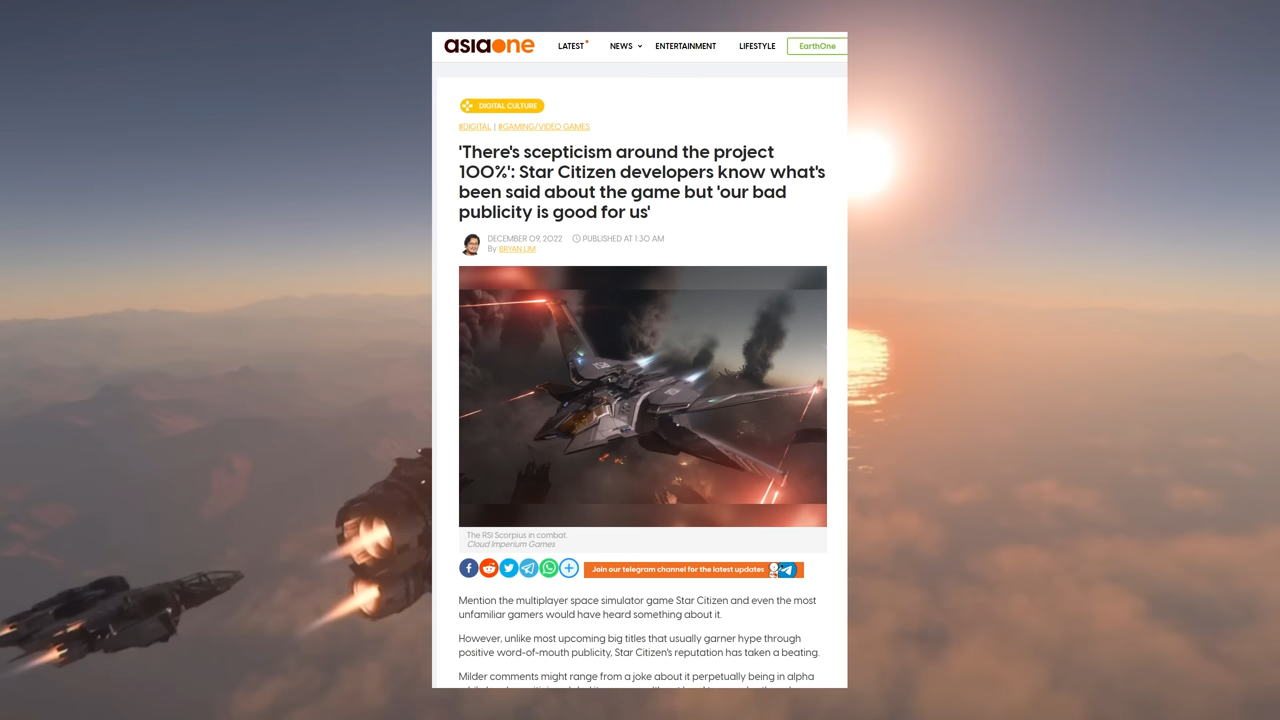 asiaone
LATEST NEWS ENTERTAINMENT LIFESTYLE EarthOne
DIGITAL CULTURE
#DIGITAL | #GAMING/VIDEO GAMES
'There's scepticism around the project
100%': Star Citizen developers know what's
been said about the game but 'our bad
publicity is good for us'
DECEMBER 09, 2022 PUBLISHED AT 1:30 AM
By BRYAN LIM
The RSI Scorpius in combat.
Cloud Imperium Games
Join our telegram channel for the latest updates
Mention the multiplayer space simulator game Star Citizen and even the most
unfamiliar gamers would have heard something about it.
However, unlike most upcoming big titles that usually garner hype through
positive word-of-mouth publicity, Star Citizen's reputation has taken a beating.
Milder comments might range from a joke about it perpetually being in alpha